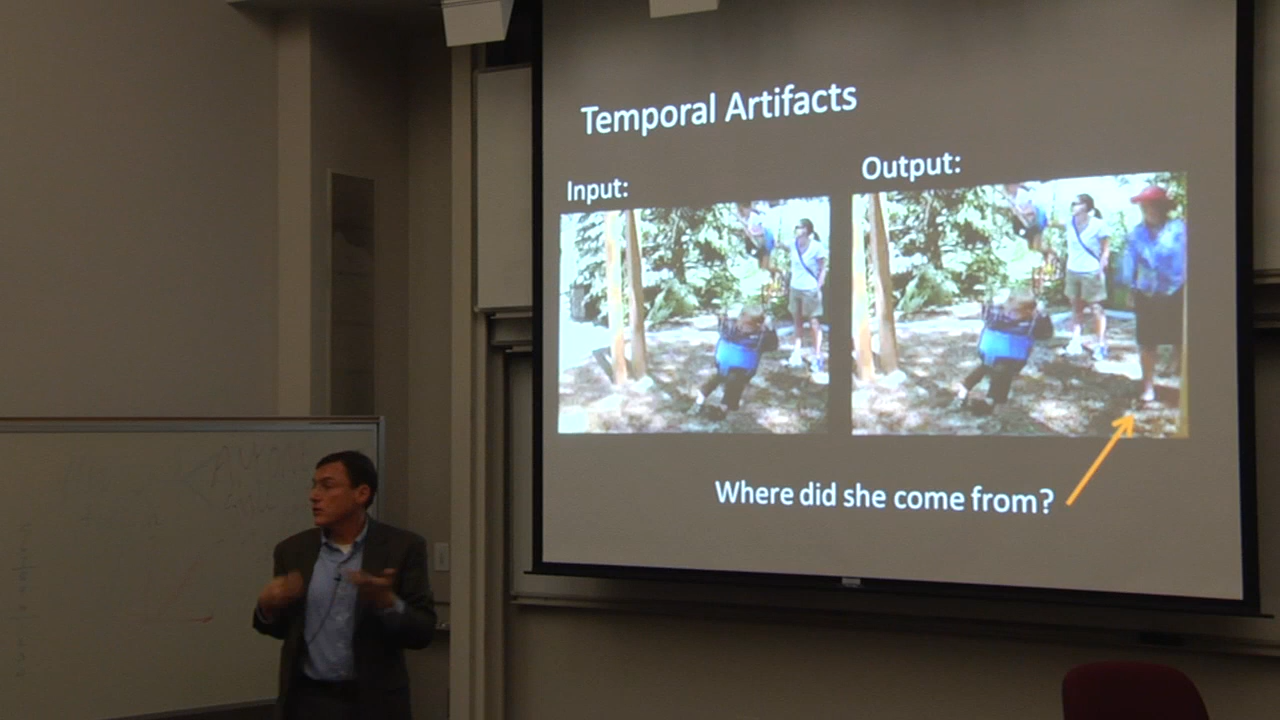 Temporal Artifacts
Input:
Output:
Where did she come from?